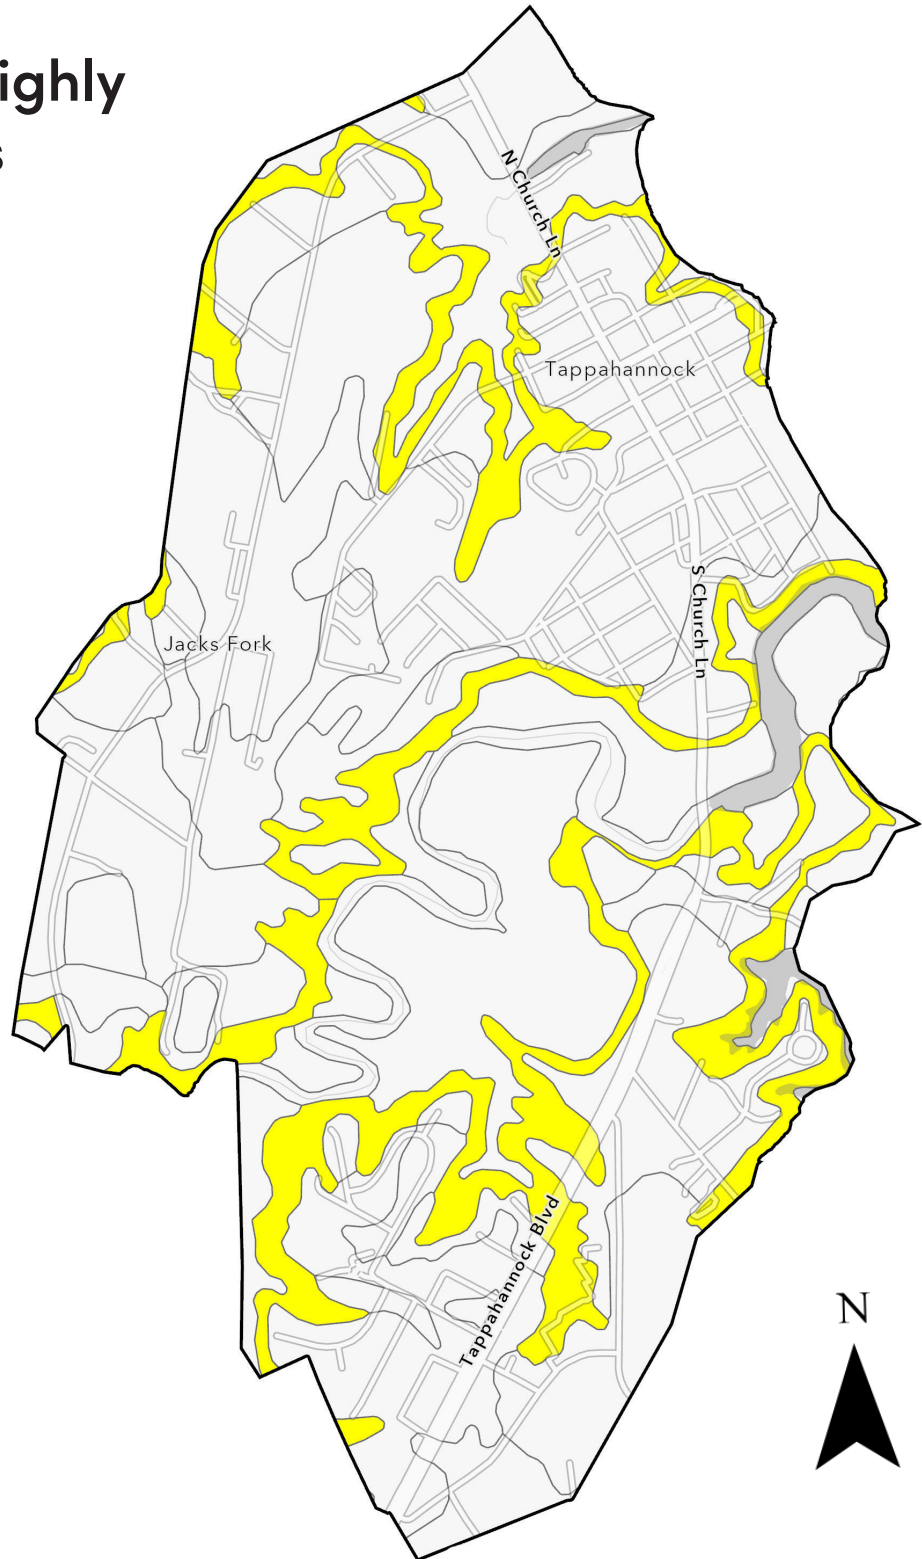 ighly
s
N Church Ln
Tappahannock
S Church Ln
Jacks Fork
Tappahannock Blvd
N